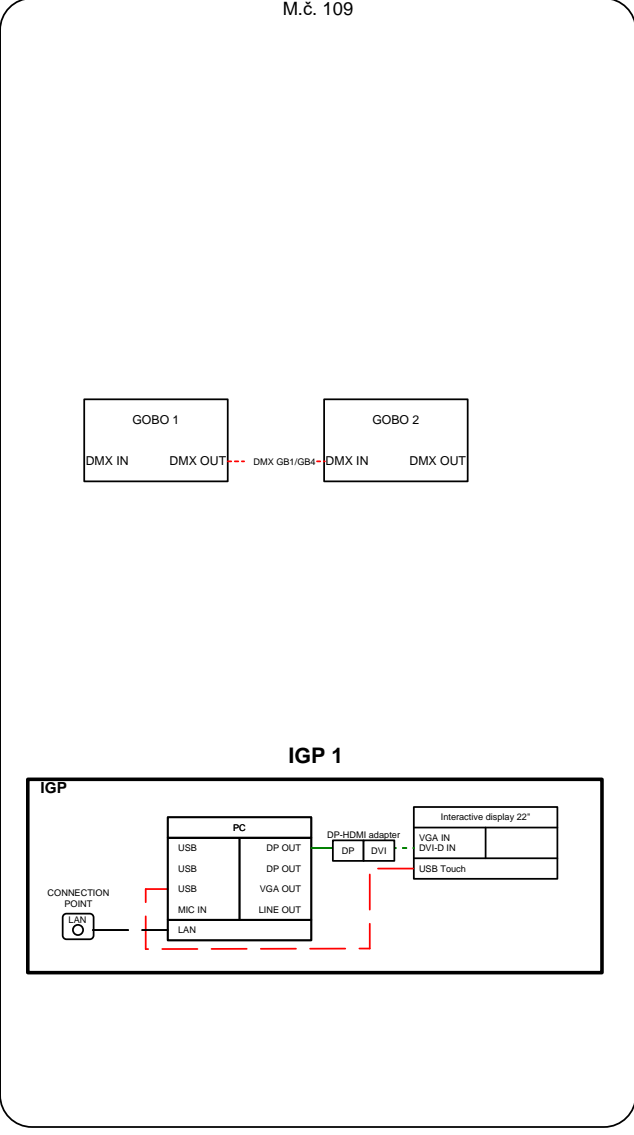 M.č. 109
GOBO 1
GOBO 2
DMX IN
DMX OUT
DMX GB1/GB4
DMX IN
DMX OUT
IGP 1
IGP
PC
USB
DP OUT
USB
DP OUT
USB
VGA OUT
MIC IN
LINE OUT
LAN
DP-HDMI adapter
DP
DVI
Interactive display 22"
VGA IN
DVI-D IN
USB Touch
CONNECTION
POINT
LAN